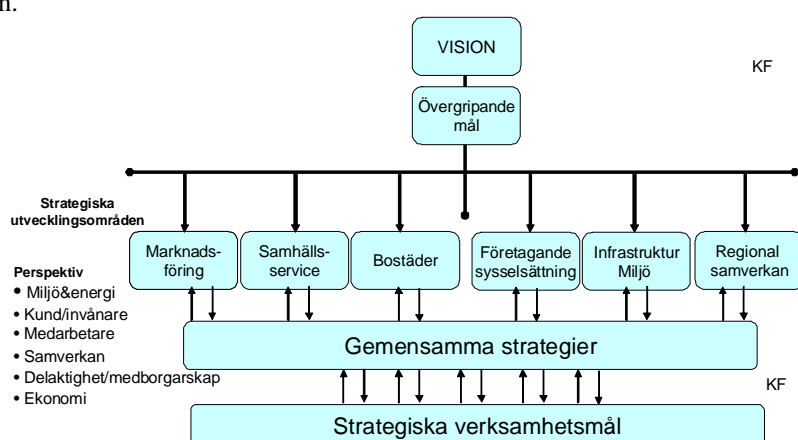 n.
VISION
KF
Övergripande
mål
Strategiska
utvecklingsområden
Marknads-
föring
Samhälls-
service
Bostäder
Företagande
sysselsättning
Infrastruktur
Miljö
Regional
samverkan
Perspektiv
• Miljö&energi
• Kund/invånare
• Medarbetare
• Samverkan
• Delaktighet/medborgarskap
• Ekonomi
Gemensamma strategier
KF
Strategiska verksamhetsmål